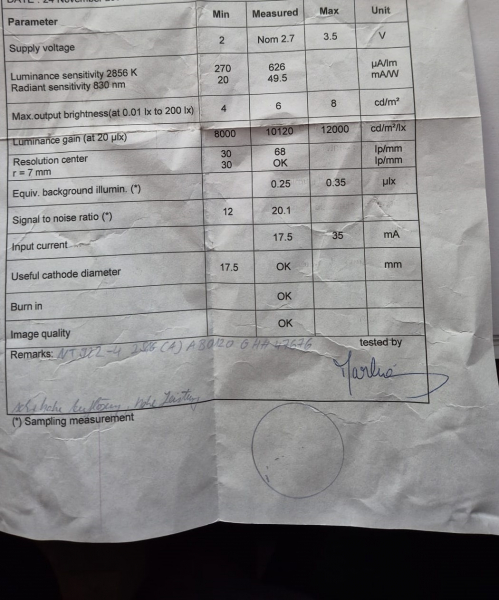 Parameter Min Measured Max Unit
Supply voltage 2 Nom 2.7 3.5 V
Luminance sensitivity 2856 K 270 626 µA/lm
Radiant sensitivity 830 nm 20 49.5 mA/W
Max.output brightness(at 0.01 lx to 200 lx) 4 6 8 cd/m²
Luminance gain (at 20 µlx) 8000 10120 12000 cd/m²/lx
Resolution center 30 68 lp/mm
r = 7 mm 30 OK lp/mm
Equiv. background illumin. (*) 0.25 0.35 µlx
Signal to noise ratio (*) 12 20.1
Input current 17.5 35 mA
Useful cathode diameter 17.5 OK mm
Burn in OK
Image quality OK
Remarks: tested by
(*) Sampling measurement